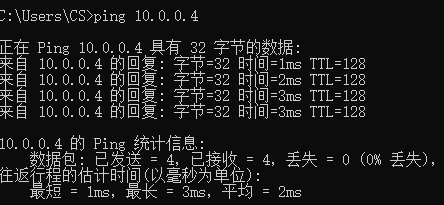 C:\Users\CS>ping 10.0.0.4
正在 Ping 10.0.0.4 具有 32 字节的数据:
来自 10.0.0.4 的回复: 字节=32 时间=1ms TTL=128
来自 10.0.0.4 的回复: 字节=32 时间=2ms TTL=128
来自 10.0.0.4 的回复: 字节=32 时间=3ms TTL=128
来自 10.0.0.4 的回复: 字节=32 时间=3ms TTL=128
10.0.0.4 的 Ping 统计信息:
数据包: 已发送 = 4，已接收 = 4，丢失 = 0 (0% 丢失)，
往返行程的估计时间(以毫秒为单位):
最短 = 1ms，最长 = 3ms，平均 = 2ms